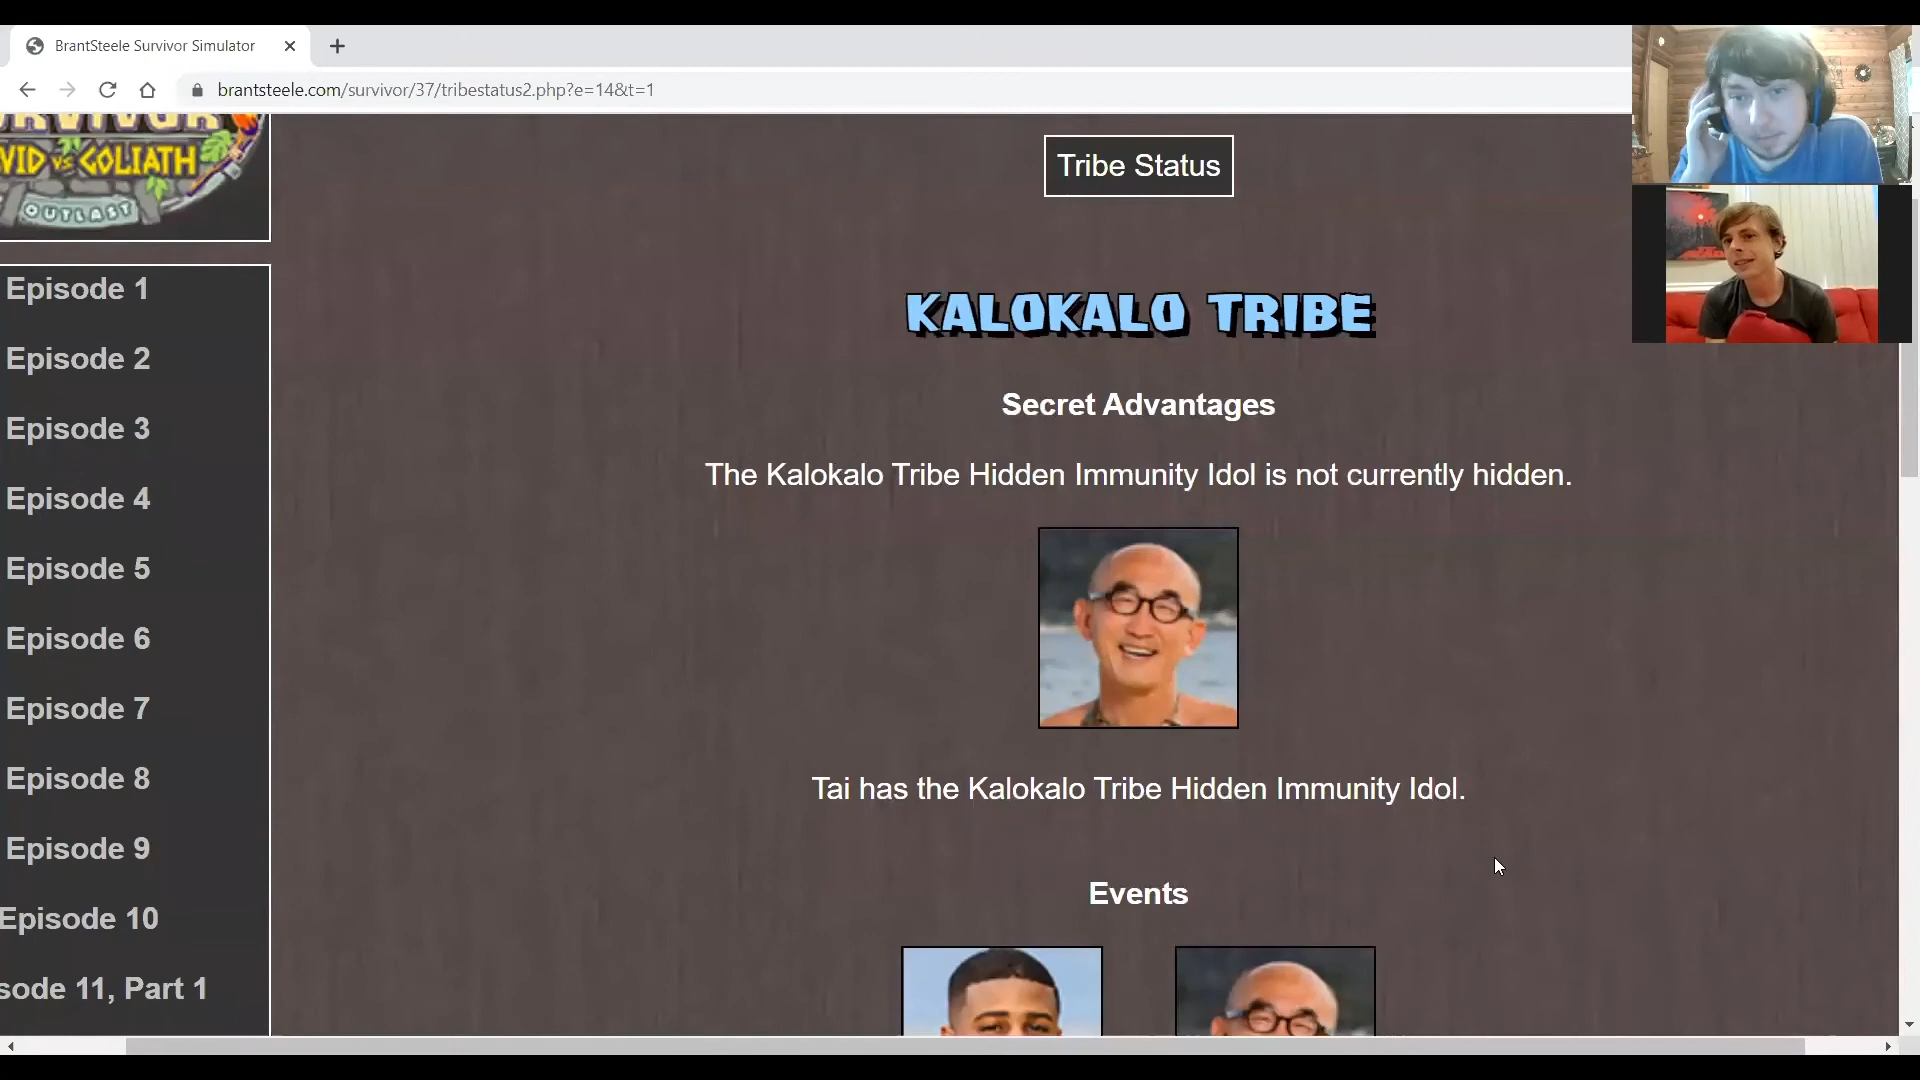 BrantSteele Survivor Simulator
brantsteele.com/survivor/37/tribestatus2.php?e=14&t=1
VID VS GOLIATH
OUTLAST
Tribe Status
KALOKALO TRIBE
Secret Advantages
The Kalokalo Tribe Hidden Immunity Idol is not currently hidden.
Tai has the Kalokalo Tribe Hidden Immunity Idol.
Events
Episode 1
Episode 2
Episode 3
Episode 4
Episode 5
Episode 6
Episode 7
Episode 8
Episode 9
Episode 10
sode 11, Part 1